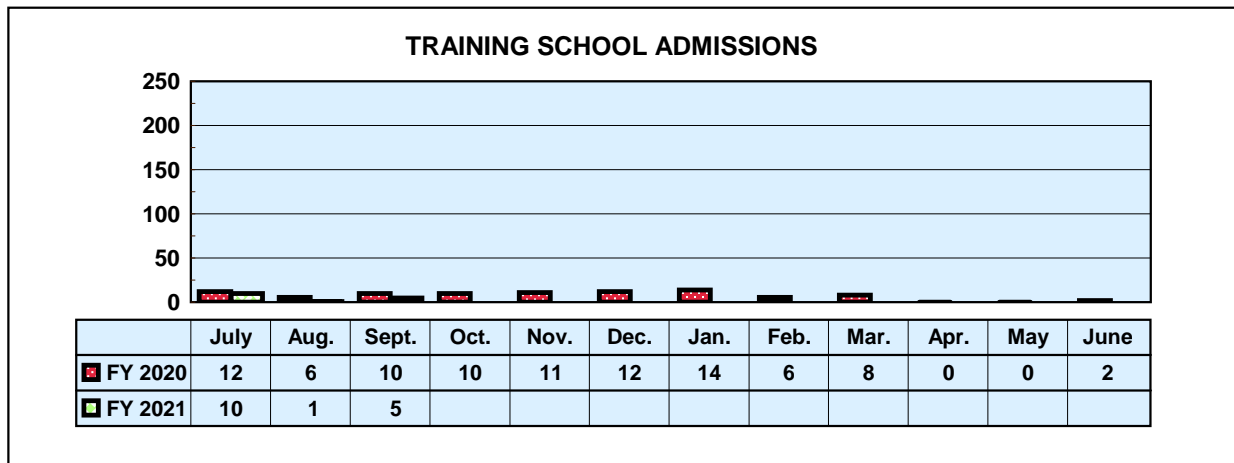 TRAINING SCHOOL ADMISSIONS
250
200
150
100
50
0
July Aug. Sept. Oct. Nov. Dec. Jan. Feb. Mar. Apr. May June
FY 2020 12 6 10 10 11 12 14 6 8 0 0 2
FY 2021 10 1 5